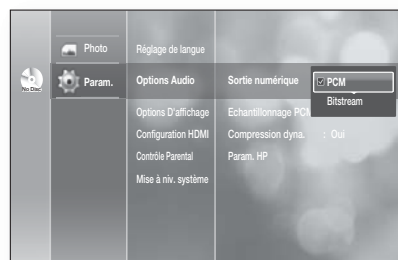 Photo
Réglage de langue
No Disc
Param.
Options Audio
Sortie numérique
PCM
Bitstream
Options D'affichage
Echantillonnage PCM
Configuration HDMI
Compression dyna.
: Oui
Contrôle Parental
Param. HP
Mise à niv. système